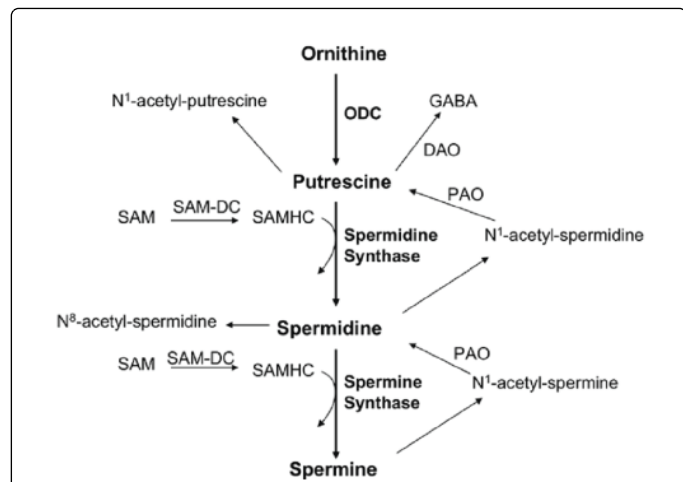 Ornithine
N¹-acetyl-putrescine
GABA
ODC
DAO
Putrescine
PAO
SAM
SAM-DC
SAMHC
Spermidine
Synthase
N¹-acetyl-spermidine
N⁸-acetyl-spermidine
Spermidine
SAM
SAM-DC
SAMHC
PAO
Spermine
Synthase
N¹-acetyl-spermine
Spermine